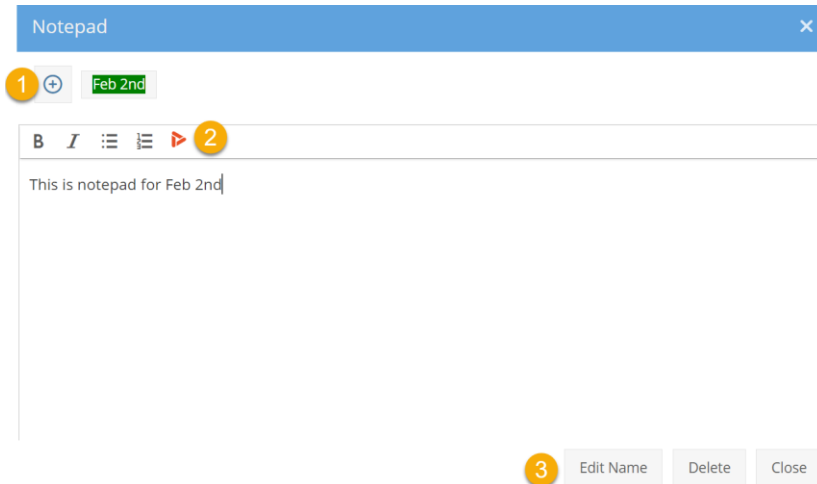 Notepad ×
1 Feb 2nd
B I 2
This is notepad for Feb 2nd
3 Edit Name Delete Close